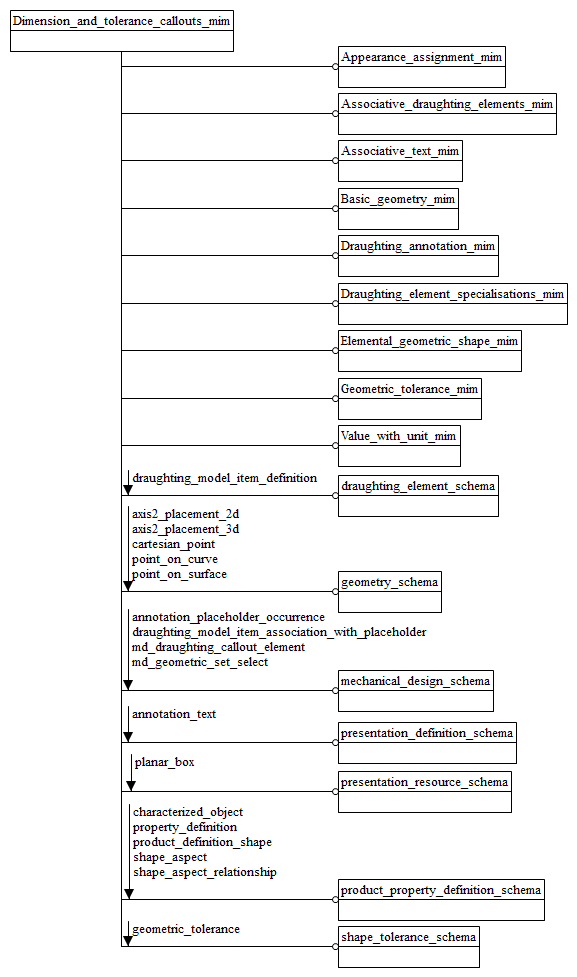 Dimension_and_tolerance_callouts_mim
Appearance_assignment_mim
Associative_draughting_elements_mim
Associative_text_mim
Basic_geometry_mim
Draughting_annotation_mim
Draughting_element_specialisations_mim
Elemental_geometric_shape_mim
Geometric_tolerance_mim
Value_with_unit_mim
draughting_model_item_definition
draughting_element_schema
axis2_placement_2d
axis2_placement_3d
cartesian_point
point_on_curve
point_on_surface
geometry_schema
annotation_placeholder_occurrence
draughting_model_item_association_with_placeholder
md_draughting_callout_element
md_geometric_set_select
mechanical_design_schema
annotation_text
presentation_definition_schema
planar_box
presentation_resource_schema
characterized_object
property_definition
product_definition_shape
shape_aspect
shape_aspect_relationship
product_property_definition_schema
geometric_tolerance
shape_tolerance_schema